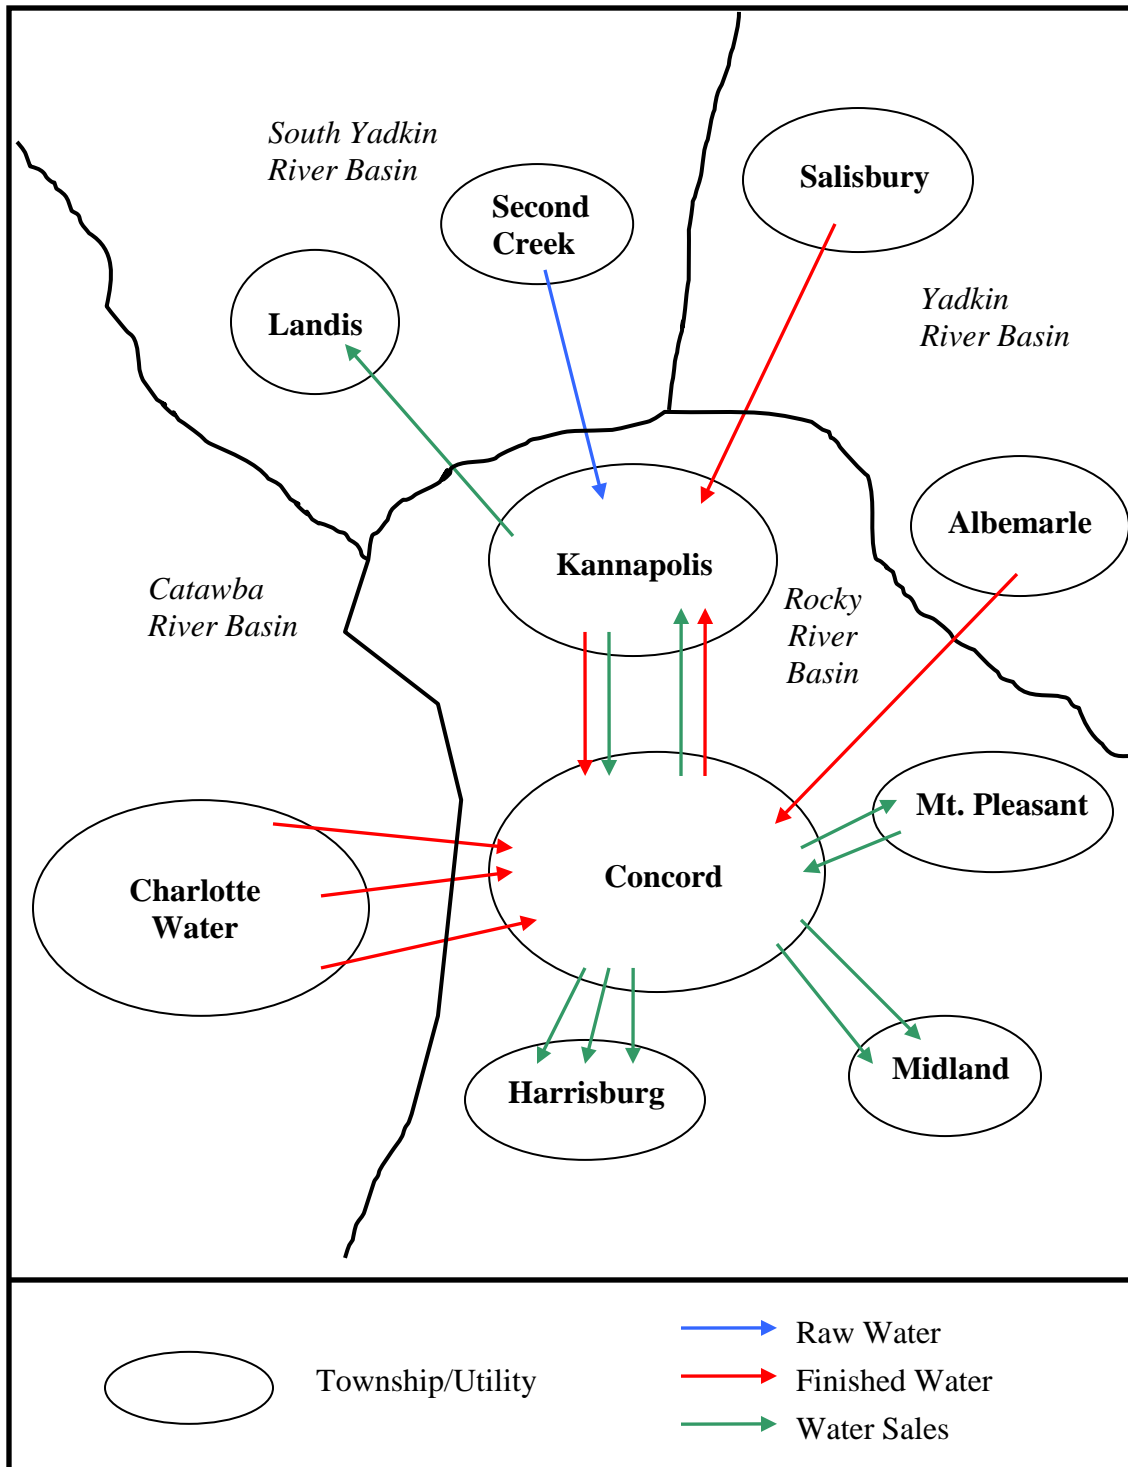 South Yadkin
River Basin
Second
Creek
Salisbury
Landis
Yadkin
River Basin
Albemarle
Kannapolis
Catawba
River Basin
Rocky
River
Basin
Mt. Pleasant
Concord
Charlotte
Water
Harrisburg
Midland
Township/Utility
Raw Water
Finished Water
Water Sales